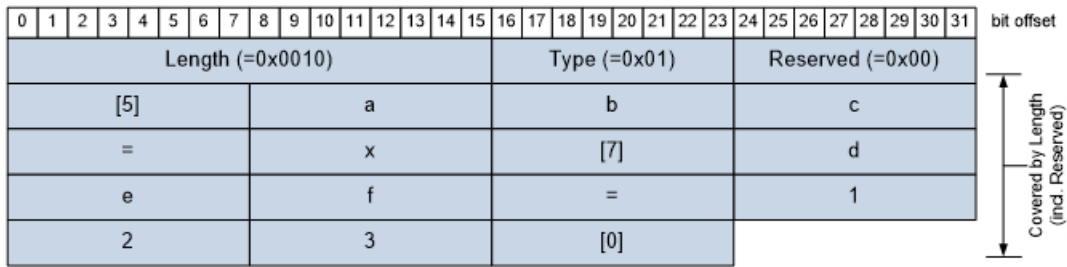 0 1 2 3 4 5 6 7 8 9 10 11 12 13 14 15 16 17 18 19 20 21 22 23 24 25 26 27 28 29 30 31 bit offset
Length (=0x0010) Type (=0x01) Reserved (=0x00)
[5] a b c
= x [7] d
e f = 1
2 3 [0]
Covered by Length
(incl. Reserved)